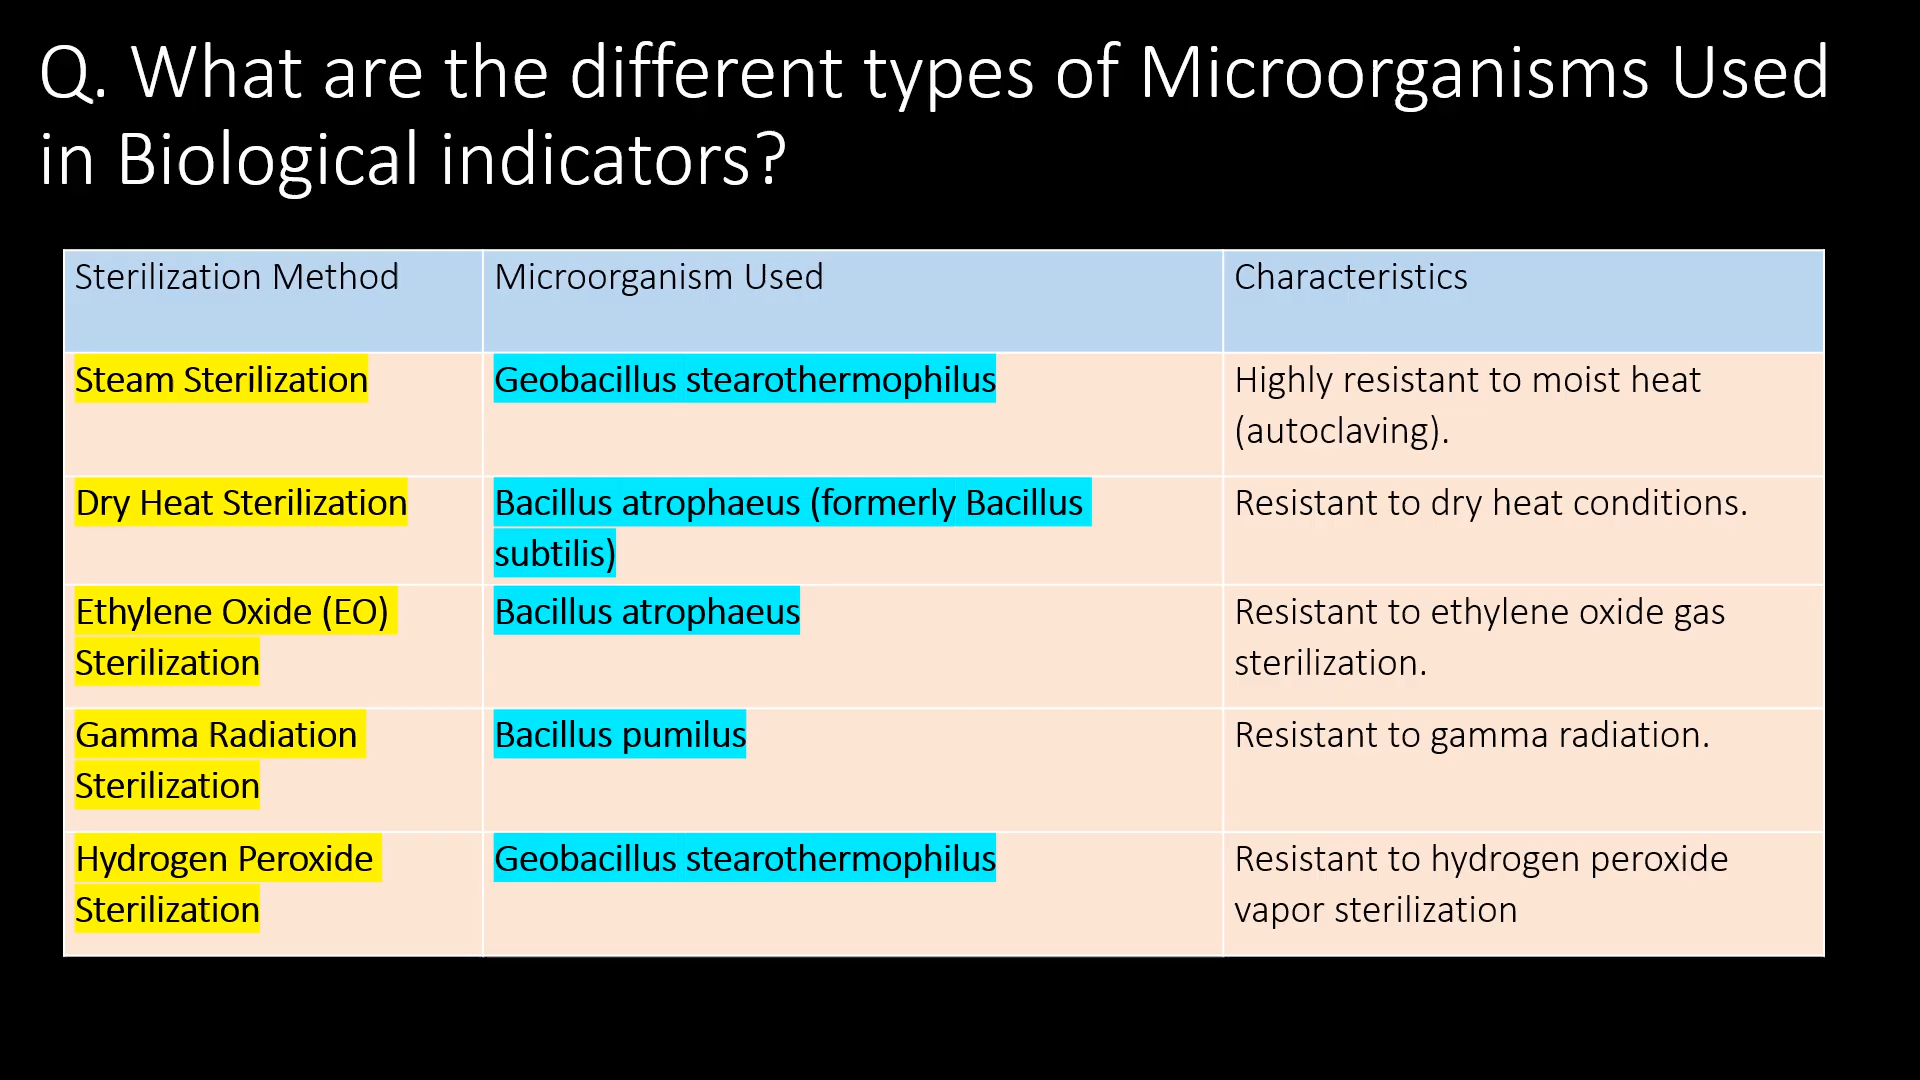 Q. What are the different types of Microorganisms Used
in Biological indicators?
Sterilization Method
Microorganism Used
Characteristics
Steam Sterilization
Geobacillus stearothermophilus
Highly resistant to moist heat
(autoclaving).
Dry Heat Sterilization
Bacillus atrophaeus (formerly Bacillus
subtilis)
Resistant to dry heat conditions.
Ethylene Oxide (EO)
Sterilization
Bacillus atrophaeus
Resistant to ethylene oxide gas
sterilization.
Gamma Radiation
Sterilization
Bacillus pumilus
Resistant to gamma radiation.
Hydrogen Peroxide
Sterilization
Geobacillus stearothermophilus
Resistant to hydrogen peroxide
vapor sterilization